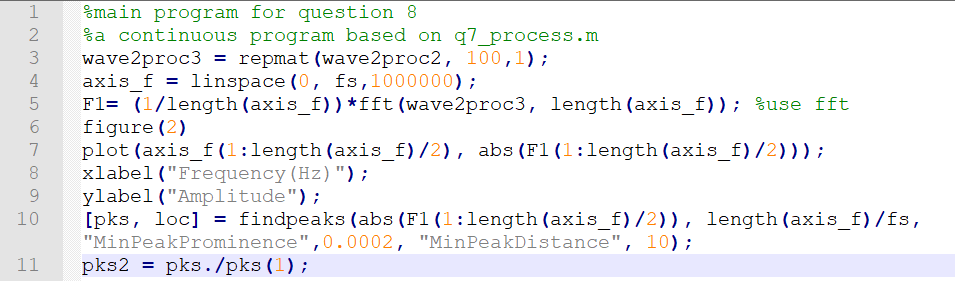 1 %main program for question 8
2 %a continuous program based on q7_process.m
3 wave2proc3 = repmat(wave2proc2, 100,1);
4 axis_f = linspace(0, fs,1000000);
5 F1= (1/length(axis_f))*fft(wave2proc3, length(axis_f)); %use fft
6 figure(2)
7 plot(axis_f(1:length(axis_f)/2), abs(F1(1:length(axis_f)/2)));
8 xlabel("Frequency(Hz)");
9 ylabel("Amplitude");
10 [pks, loc] = findpeaks(abs(F1(1:length(axis_f)/2)), length(axis_f)/fs,
"MinPeakProminence",0.0002, "MinPeakDistance", 10);
11 pks2 = pks./pks(1);